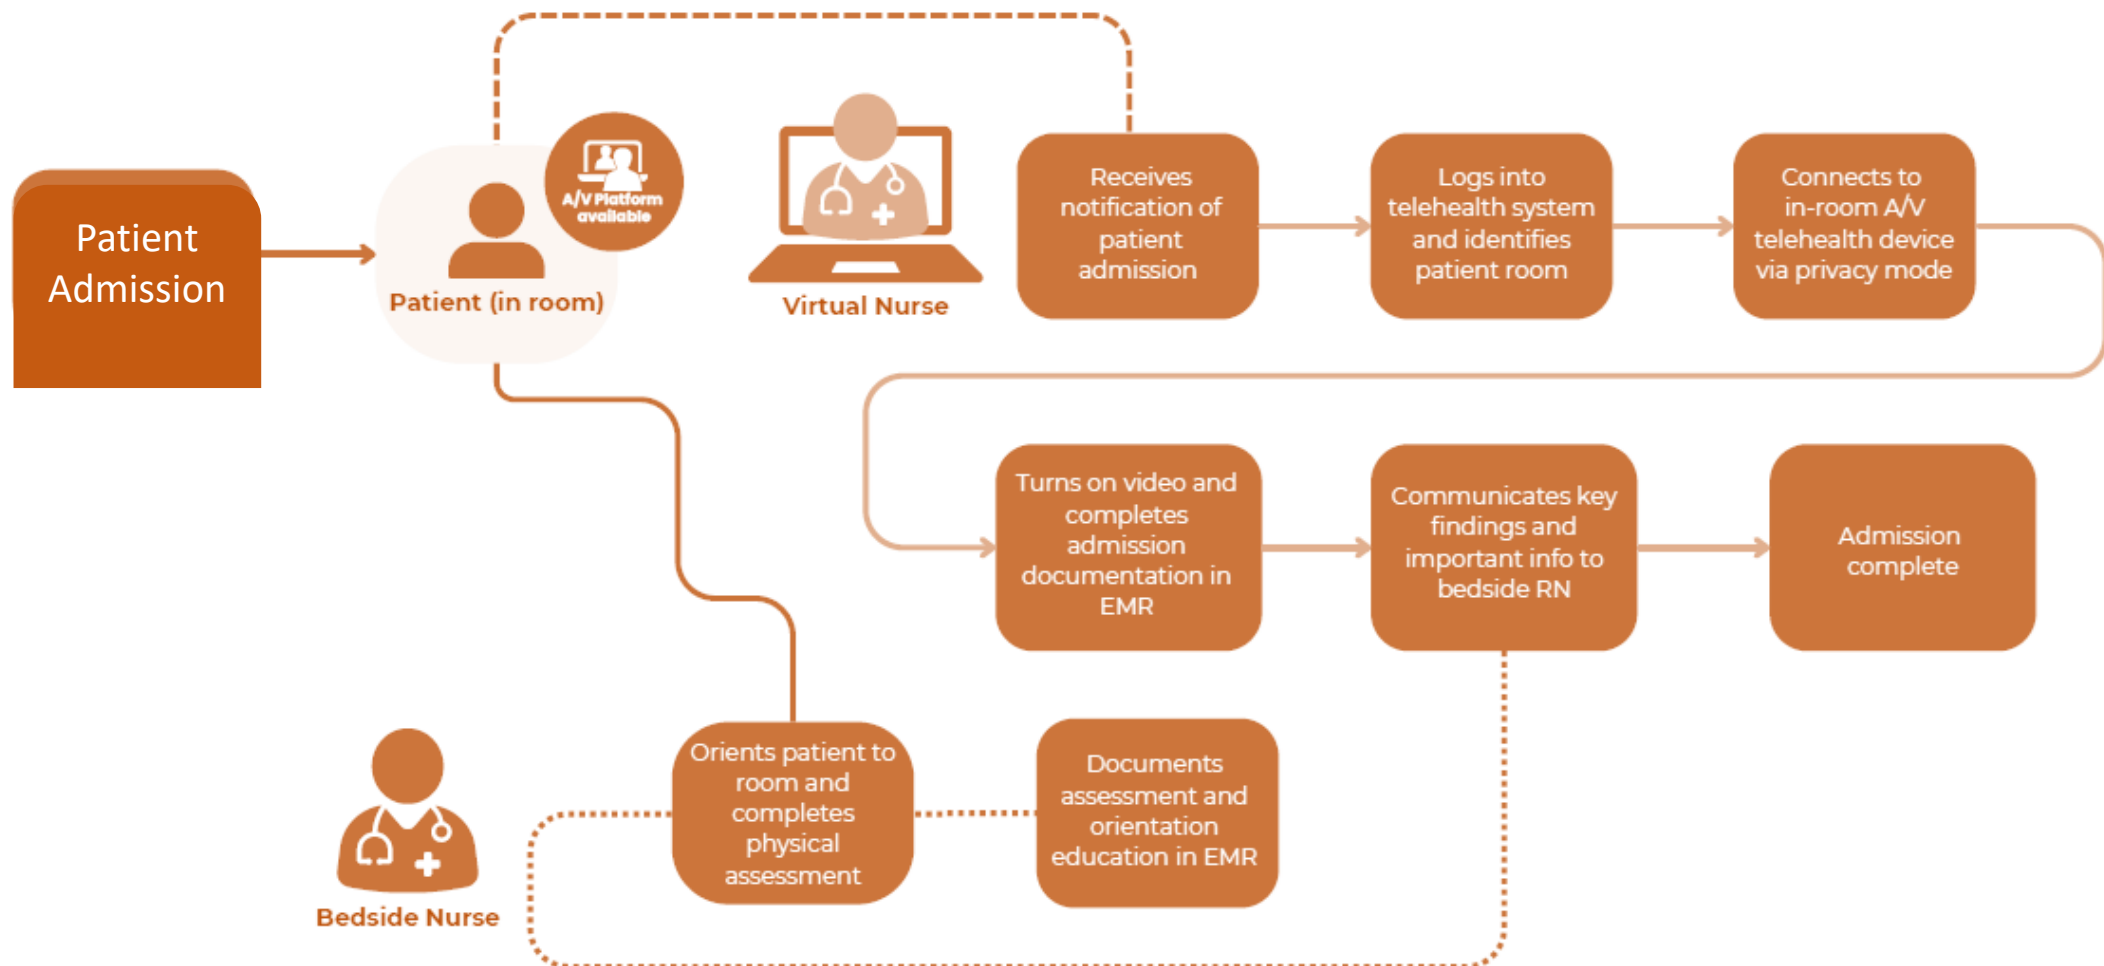 Patient
Admission
A/V Platform
available
Patient (in room)
Virtual Nurse
Receives
notification of
patient
admission
Logs into
telehealth system
and identifies
patient room
Connects to
in-room A/V
telehealth device
via privacy mode
Turns on video and
completes
admission
documentation in
EMR
Communicates key
findings and
important info to
bedside RN
Admission
complete
Bedside Nurse
Orients patient to
room and
completes
physical
assessment
Documents
assessment and
orientation
education in EMR